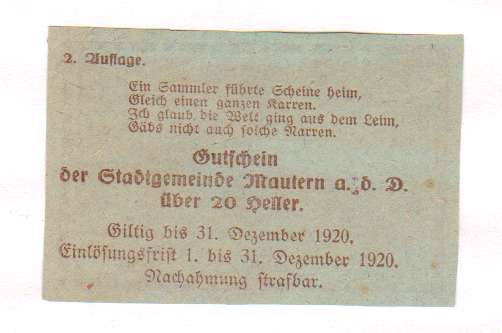 2. Auflage.
Ein Sammler führte Scheine heim,
Gleich einen ganzen Karren.
Ich glaub, die Welt ging aus dem Leim,
Gäbs nicht auch solche Narren.
Gutschein
der Stadtgemeinde Mautern a. d. D.
über 20 Heller.
Giltig bis 31. Dezember 1920.
Einlösungsfrist 1. bis 31. Dezember 1920.
Nachahmung strafbar.